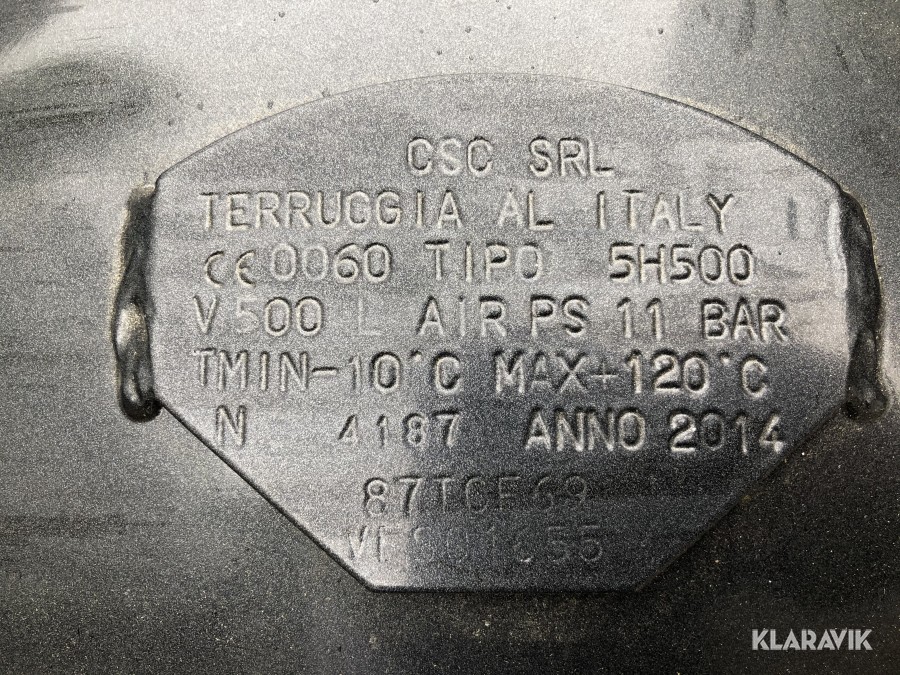 CSC SRL
TERRUGGIA AL ITALY
CE 0060 TIPO 5H500
V 500 L AIR PS 11 BAR
TMIN-10°C MAX+120°C
N 4187 ANNO 2014
KLARAVIK